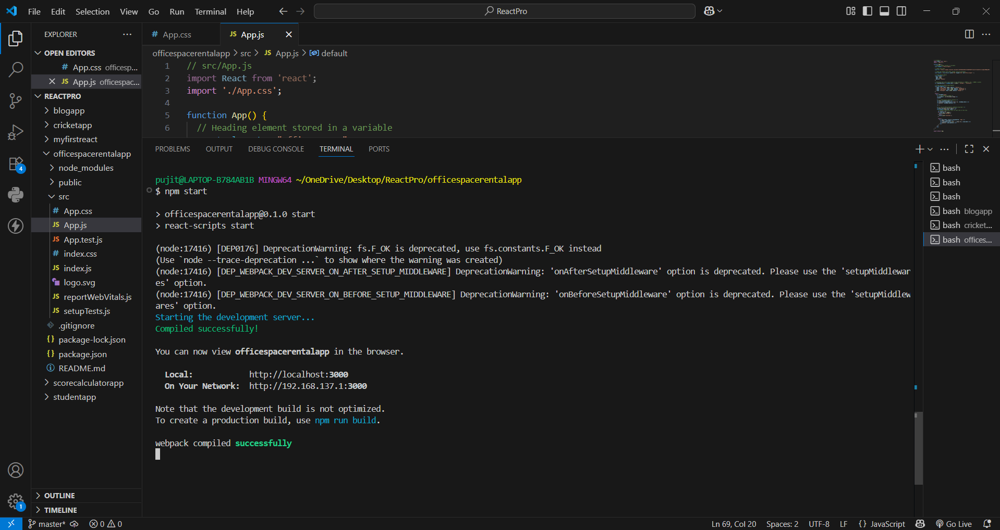 File Edit Selection View Go Run Terminal Help
ReactPro
EXPLORER
OPEN EDITORS
# App.css officesp...
JS App.js officespac...
REACTPRO
blogapp
cricketapp
myfirstreact
officespacerentalapp
node_modules
public
src
# App.css
JS App.js
JS App.test.js
# index.css
JS index.js
logo.svg
JS reportWebVitals.js
JS setupTests.js
.gitignore
{} package-lock.json
{} package.json
README.md
scorecalculatorapp
studentapp
OUTLINE
TIMELINE
4
1
# App.css
JS App.js
officespacerentalapp > src > JS App.js > default
1 // src/App.js
2 import React from 'react';
3 import './App.css';
4
5 function App() {
6 // Heading element stored in a variable
PROBLEMS OUTPUT DEBUG CONSOLE TERMINAL PORTS
pujit@LAPTOP-B784AB1B MINGW64 ~/OneDrive/Desktop/ReactPro/officespacerentalapp
$ npm start
> officespacerentalapp@0.1.0 start
> react-scripts start
(node:17416) [DEP0176] DeprecationWarning: fs.F_OK is deprecated, use fs.constants.F_OK instead
(Use `node --trace-deprecation ...` to show where the warning was created)
(node:17416) [DEP_WEBPACK_DEV_SERVER_ON_AFTER_SETUP_MIDDLEWARE] DeprecationWarning: 'onAfterSetupMiddleware' option is deprecated. Please use the 'setupMiddlewar
es' option.
(node:17416) [DEP_WEBPACK_DEV_SERVER_ON_BEFORE_SETUP_MIDDLEWARE] DeprecationWarning: 'onBeforeSetupMiddleware' option is deprecated. Please use the 'setupMiddlew
ares' option.
Starting the development server...
Compiled successfully!
You can now view officespacerentalapp in the browser.
Local: http://localhost:3000
On Your Network: http://192.168.137.1:3000
Note that the development build is not optimized.
To create a production build, use npm run build.
webpack compiled successfully
bash
bash
bash
bash blogapp
bash cricket...
bash offices...
master* 0 0
Ln 69, Col 20 Spaces: 2 UTF-8 LF {} JavaScript Go Live